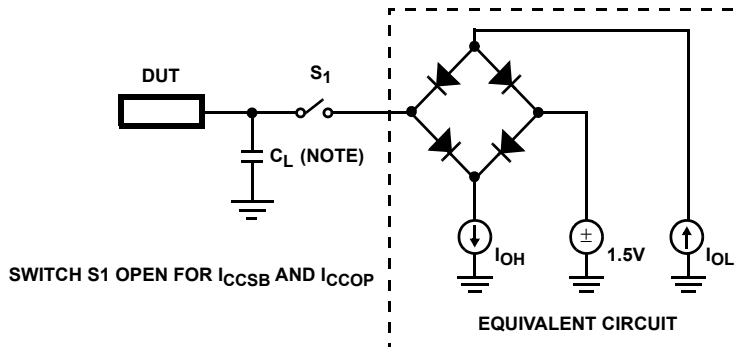 DUT
S1
CL (NOTE)
IOH
±
1.5V
IOL
SWITCH S1 OPEN FOR ICCSB AND ICCOP
EQUIVALENT CIRCUIT